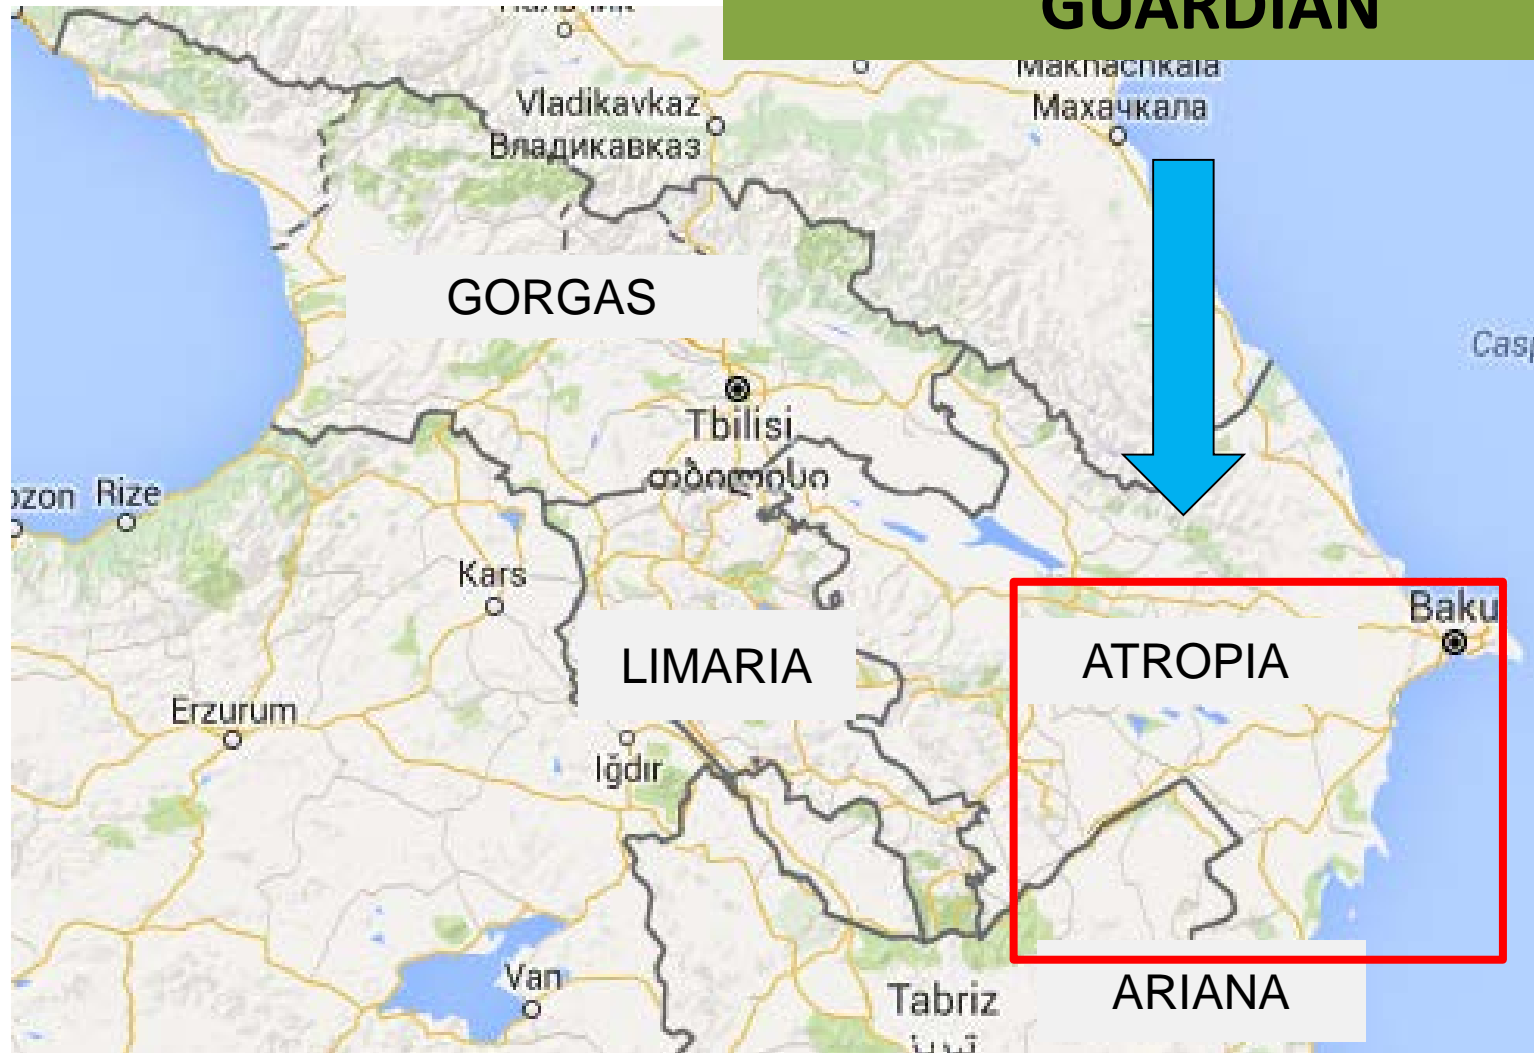 GUARDIAN
Makhachkala
Махачкала
Vladikavkaz
Владикавказ
GORGAS
Casp
Tbilisi
თბილისი
ozon Rize
Kars
Baku
LIMARIA
ATROPIA
Erzurum
Iğdır
Van
Tabriz
ARIANA